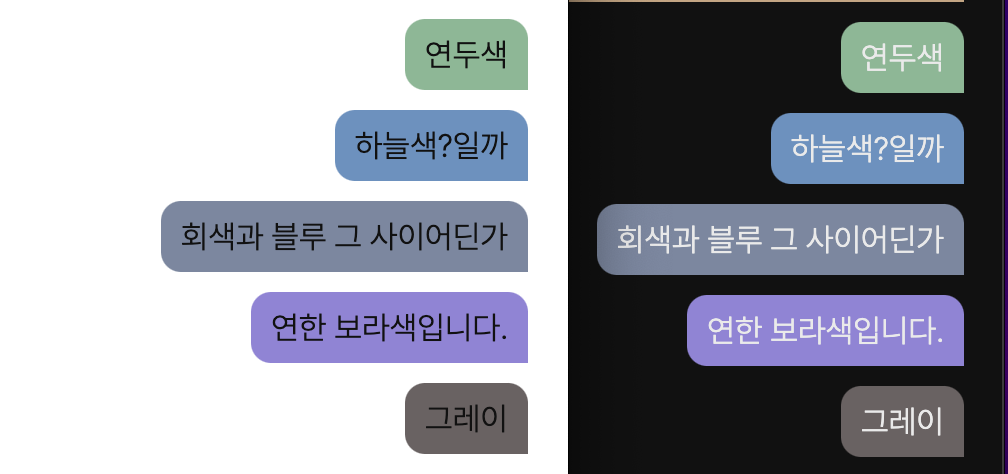 연두색
하늘색?일까
회색과 블루 그 사이어딘가
연한 보라색입니다.
그레이
연두색
하늘색?일까
회색과 블루 그 사이어딘가
연한 보라색입니다.
그레이